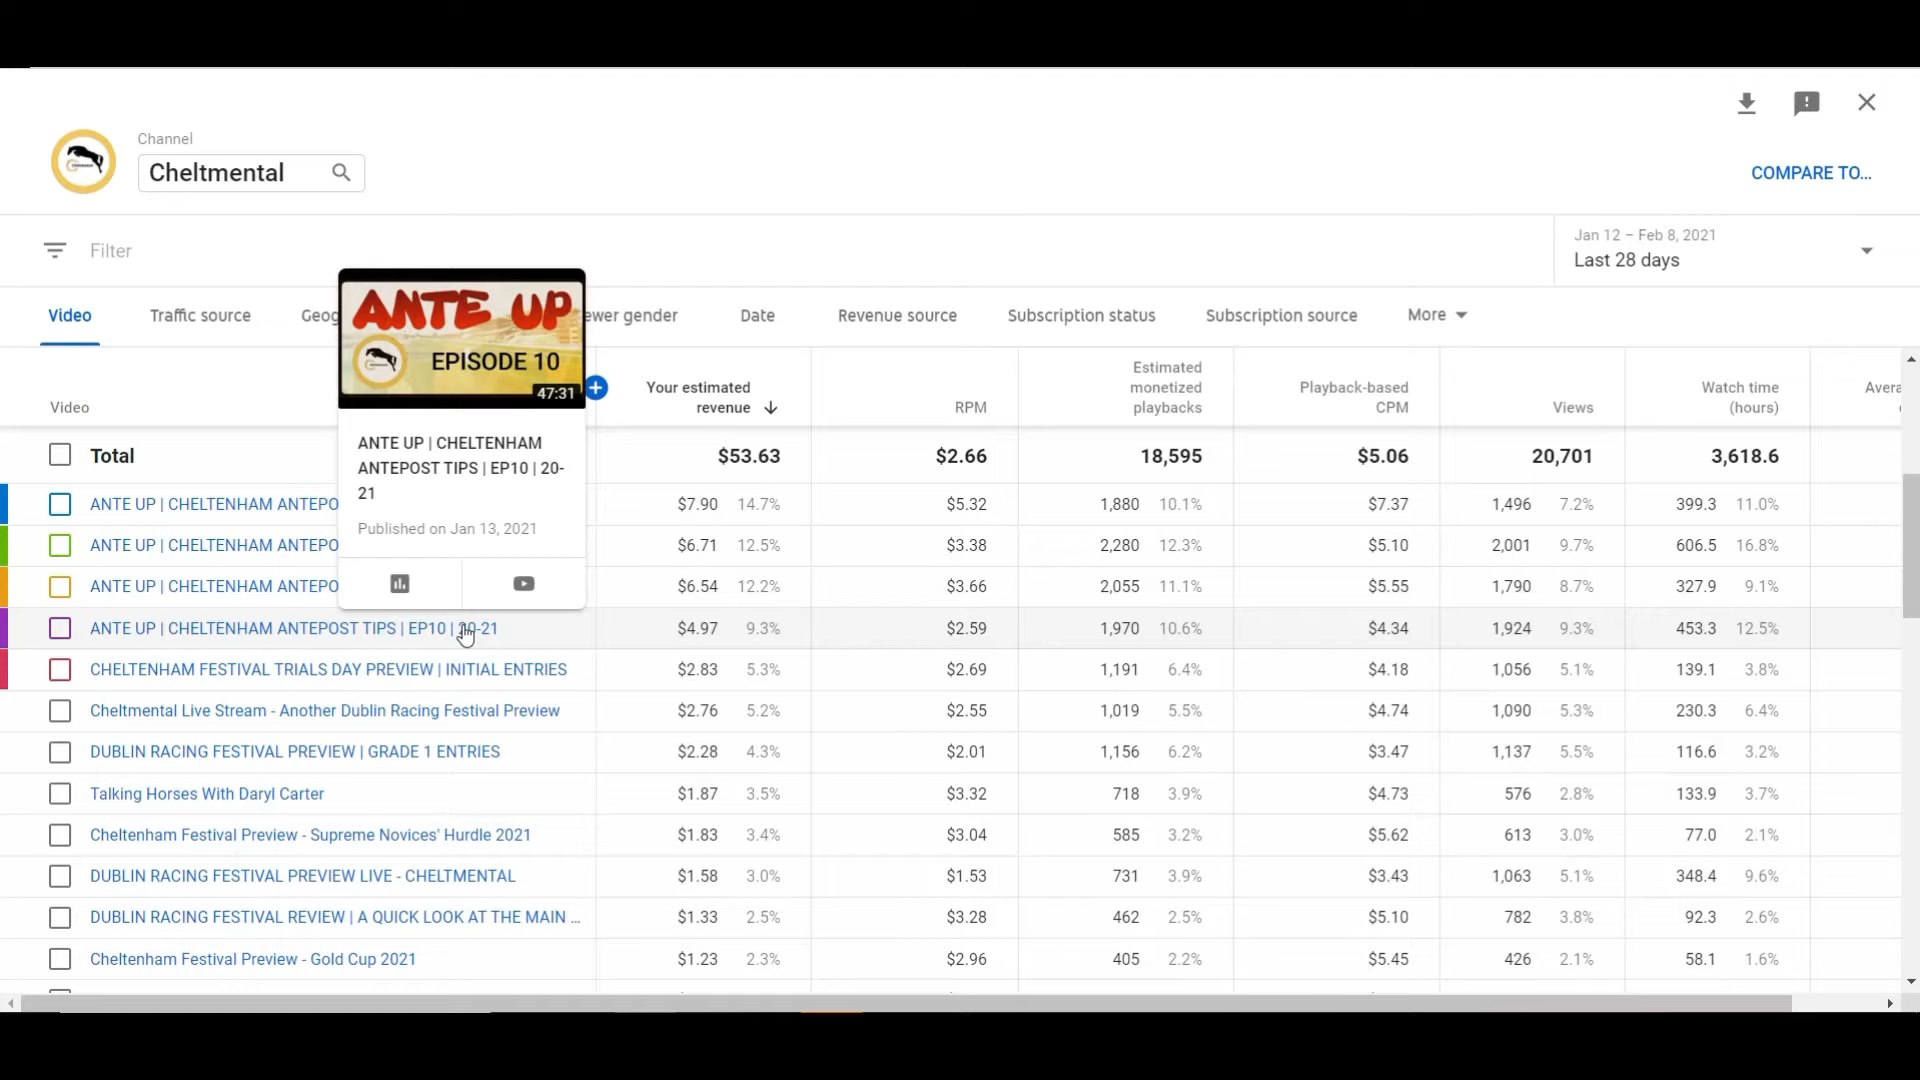 Channel
Cheltmental
COMPARE TO...
Filter
Jan 12 – Feb 8, 2021
Last 28 days
ANTE UP
EPISODE 10
47:31
Video Traffic source Geog ewer gender Date Revenue source Subscription status Subscription source More
Video Your estimated revenue RPM Estimated monetized playbacks Playback-based CPM Views Watch time (hours) Avera
Total $53.63 $2.66 18,595 $5.06 20,701 3,618.6
ANTE UP | CHELTENHAM
ANTEPOST TIPS | EP10 | 20-
21
Published on Jan 13, 2021
ANTE UP | CHELTENHAM ANTEPO $7.90 14.7% $5.32 1,880 10.1% $7.37 1,496 7.2% 399.3 11.0%
ANTE UP | CHELTENHAM ANTEPO $6.71 12.5% $3.38 2,280 12.3% $5.10 2,001 9.7% 606.5 16.8%
ANTE UP | CHELTENHAM ANTEPO $6.54 12.2% $3.66 2,055 11.1% $5.55 1,790 8.7% 327.9 9.1%
ANTE UP | CHELTENHAM ANTEPOST TIPS | EP10 | 20-21 $4.97 9.3% $2.59 1,970 10.6% $4.34 1,924 9.3% 453.3 12.5%
CHELTENHAM FESTIVAL TRIALS DAY PREVIEW | INITIAL ENTRIES $2.83 5.3% $2.69 1,191 6.4% $4.18 1,056 5.1% 139.1 3.8%
Cheltmental Live Stream - Another Dublin Racing Festival Preview $2.76 5.2% $2.55 1,019 5.5% $4.74 1,090 5.3% 230.3 6.4%
DUBLIN RACING FESTIVAL PREVIEW | GRADE 1 ENTRIES $2.28 4.3% $2.01 1,156 6.2% $3.47 1,137 5.5% 116.6 3.2%
Talking Horses With Daryl Carter $1.87 3.5% $3.32 718 3.9% $4.73 576 2.8% 133.9 3.7%
Cheltenham Festival Preview - Supreme Novices' Hurdle 2021 $1.83 3.4% $3.04 585 3.2% $5.62 613 3.0% 77.0 2.1%
DUBLIN RACING FESTIVAL PREVIEW LIVE - CHELTMENTAL $1.58 3.0% $1.53 731 3.9% $3.43 1,063 5.1% 348.4 9.6%
DUBLIN RACING FESTIVAL REVIEW | A QUICK LOOK AT THE MAIN ... $1.33 2.5% $3.28 462 2.5% $5.10 782 3.8% 92.3 2.6%
Cheltenham Festival Preview - Gold Cup 2021 $1.23 2.3% $2.96 405 2.2% $5.45 426 2.1% 58.1 1.6%